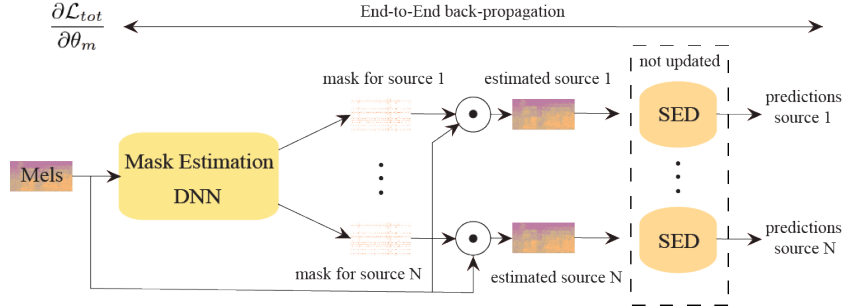 ∂ℒ_tot
∂θ_m
End-to-End back-propagation
not updated
mask for source 1
estimated source 1
SED
predictions
source 1
Mels
Mask Estimation
DNN
SED
predictions
source N
mask for source N
estimated source N